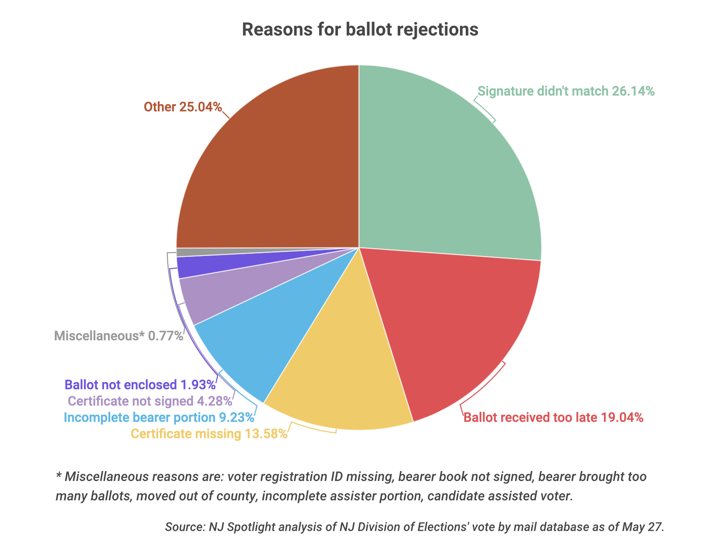 Reasons for ballot rejections
Other 25.04%
Signature didn't match 26.14%
Miscellaneous* 0.77%
Ballot not enclosed 1.93%
Certificate not signed 4.28%
Incomplete bearer portion 9.23%
Certificate missing 13.58%
Ballot received too late 19.04%
* Miscellaneous reasons are: voter registration ID missing, bearer book not signed, bearer brought too
many ballots, moved out of county, incomplete assister portion, candidate assisted voter.
Source: NJ Spotlight analysis of NJ Division of Elections' vote by mail database as of May 27.